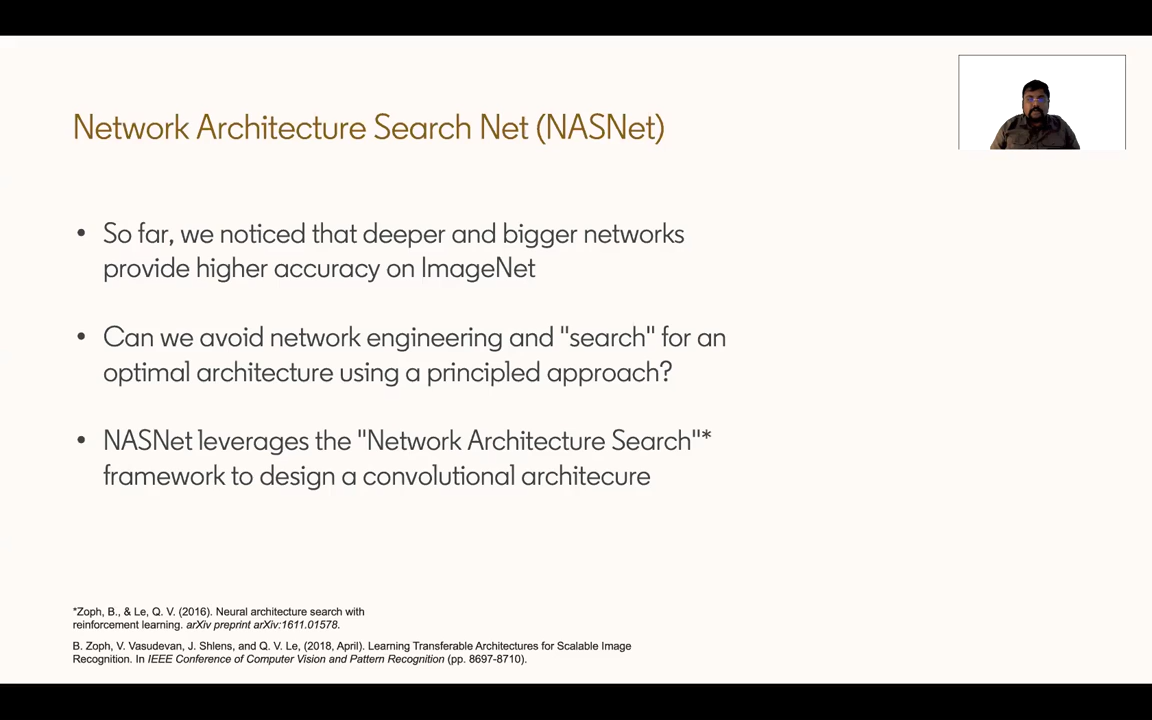 Network Architecture Search Net (NASNet)
• So far, we noticed that deeper and bigger networks
provide higher accuracy on ImageNet
• Can we avoid network engineering and "search" for an
optimal architecture using a principled approach?
• NASNet leverages the "Network Architecture Search"*
framework to design a convolutional architecure
*Zoph, B., & Le, Q. V. (2016). Neural architecture search with
reinforcement learning. arXiv preprint arXiv:1611.01578.
B. Zoph, V. Vasudevan, J. Shlens, and Q. V. Le, (2018, April). Learning Transferable Architectures for Scalable Image
Recognition. In IEEE Conference of Computer Vision and Pattern Recognition (pp. 8697-8710).